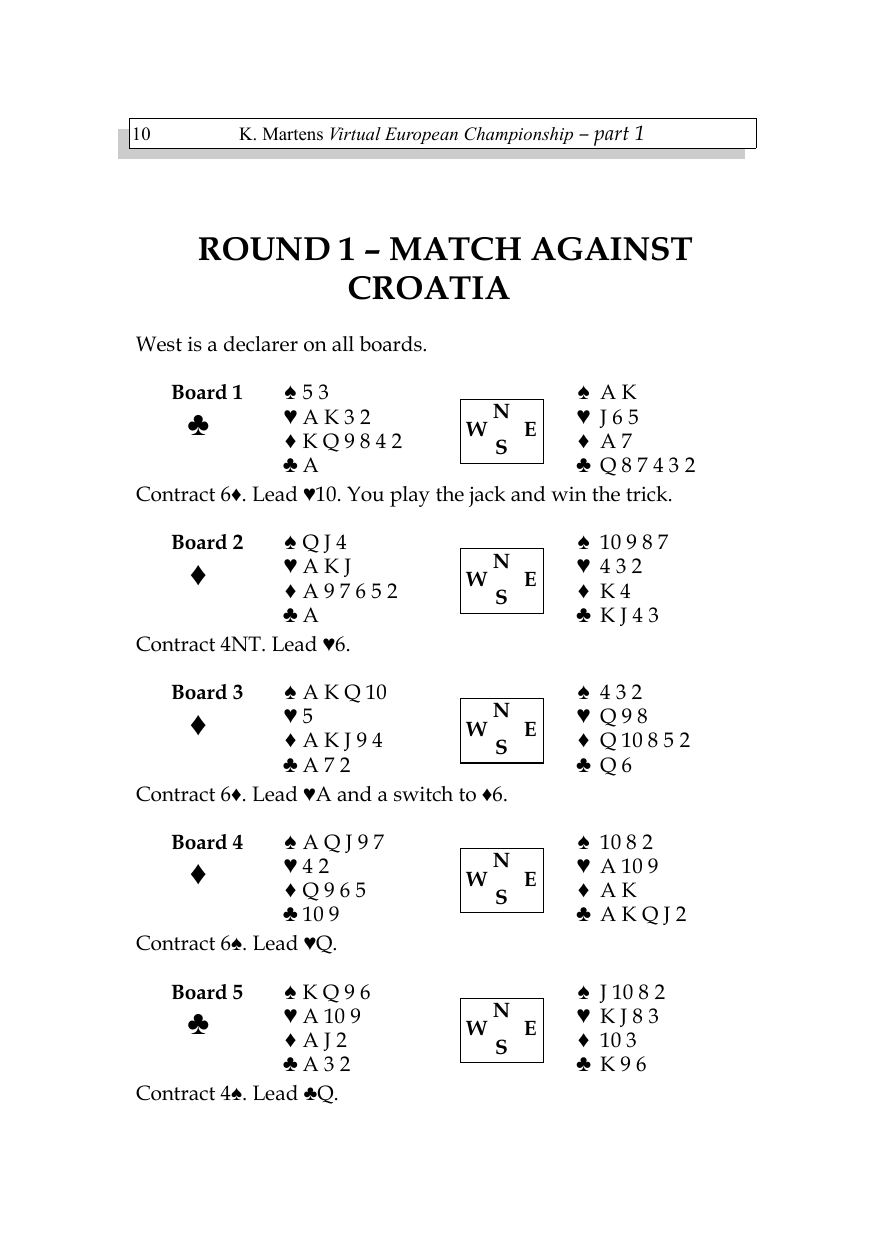 10 K. Martens Virtual European Championship – part 1
ROUND 1 – MATCH AGAINST
CROATIA
West is a declarer on all boards.
Board 1 ♠ 5 3 N ♠ A K
♣ ♥ A K 3 2 W E ♥ J 6 5
♦ K Q 9 8 4 2 S ♦ A 7
♣ A ♣ Q 8 7 4 3 2
Contract 6♦. Lead ♥10. You play the jack and win the trick.
Board 2 ♠ Q J 4 N ♠ 10 9 8 7
♦ ♥ A K J W E ♥ 4 3 2
♦ A 9 7 6 5 2 S ♦ K 4
♣ A ♣ K J 4 3
Contract 4NT. Lead ♥6.
Board 3 ♠ A K Q 10 N ♠ 4 3 2
♦ ♥ 5 W E ♥ Q 9 8
♦ A K J 9 4 S ♦ Q 10 8 5 2
♣ A 7 2 ♣ Q 6
Contract 6♦. Lead ♥A and a switch to ♦6.
Board 4 ♠ A Q J 9 7 N ♠ 10 8 2
♦ ♥ 4 2 W E ♥ A 10 9
♦ Q 9 6 5 S ♦ A K
♣ 10 9 ♣ A K Q J 2
Contract 6♠. Lead ♥Q.
Board 5 ♠ K Q 9 6 N ♠ J 10 8 2
♣ ♥ A 10 9 W E ♥ K J 8 3
♦ A J 2 S ♦ 10 3
♣ A 3 2 ♣ K 9 6
Contract 4♠. Lead ♣Q.